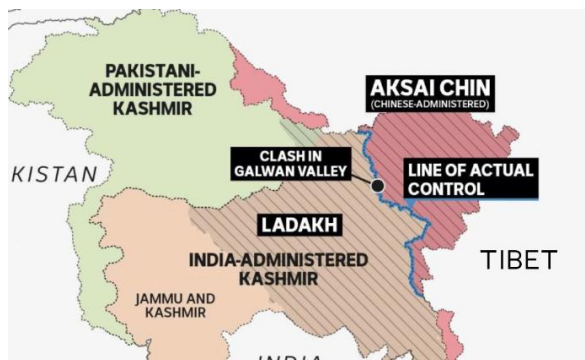 PAKISTANI-
ADMINISTERED
KASHMIR
AKSAI CHIN
(CHINESE-ADMINISTERED)
CLASH IN
GALWAN VALLEY
KISTAN
LINE OF ACTUAL
CONTROL
LADAKH
INDIA-ADMINISTERED
KASHMIR
TIBET
JAMMU AND
KASHMIR
INDIA